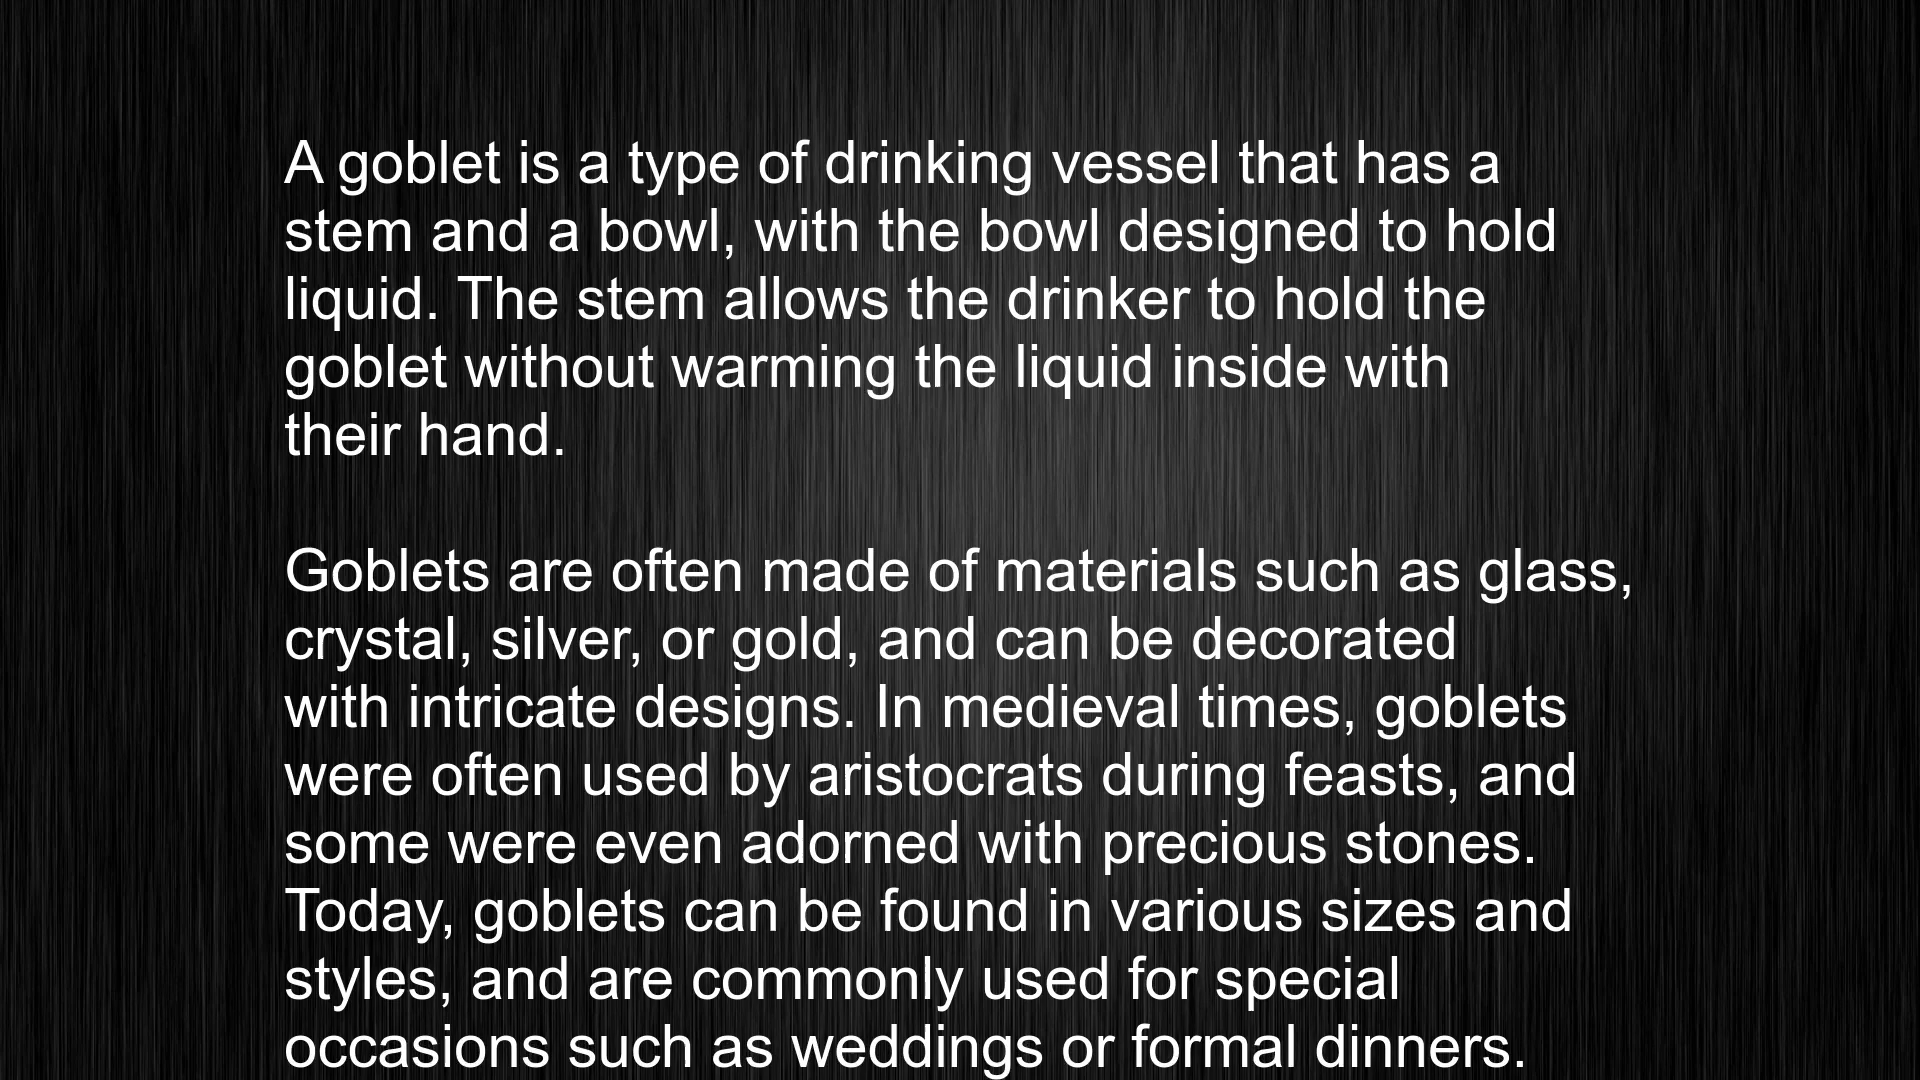 A goblet is a type of drinking vessel that has a
stem and a bowl, with the bowl designed to hold
liquid. The stem allows the drinker to hold the
goblet without warming the liquid inside with
their hand.
Goblets are often made of materials such as glass,
crystal, silver, or gold, and can be decorated
with intricate designs. In medieval times, goblets
were often used by aristocrats during feasts, and
some were even adorned with precious stones.
Today, goblets can be found in various sizes and
styles, and are commonly used for special
occasions such as weddings or formal dinners.